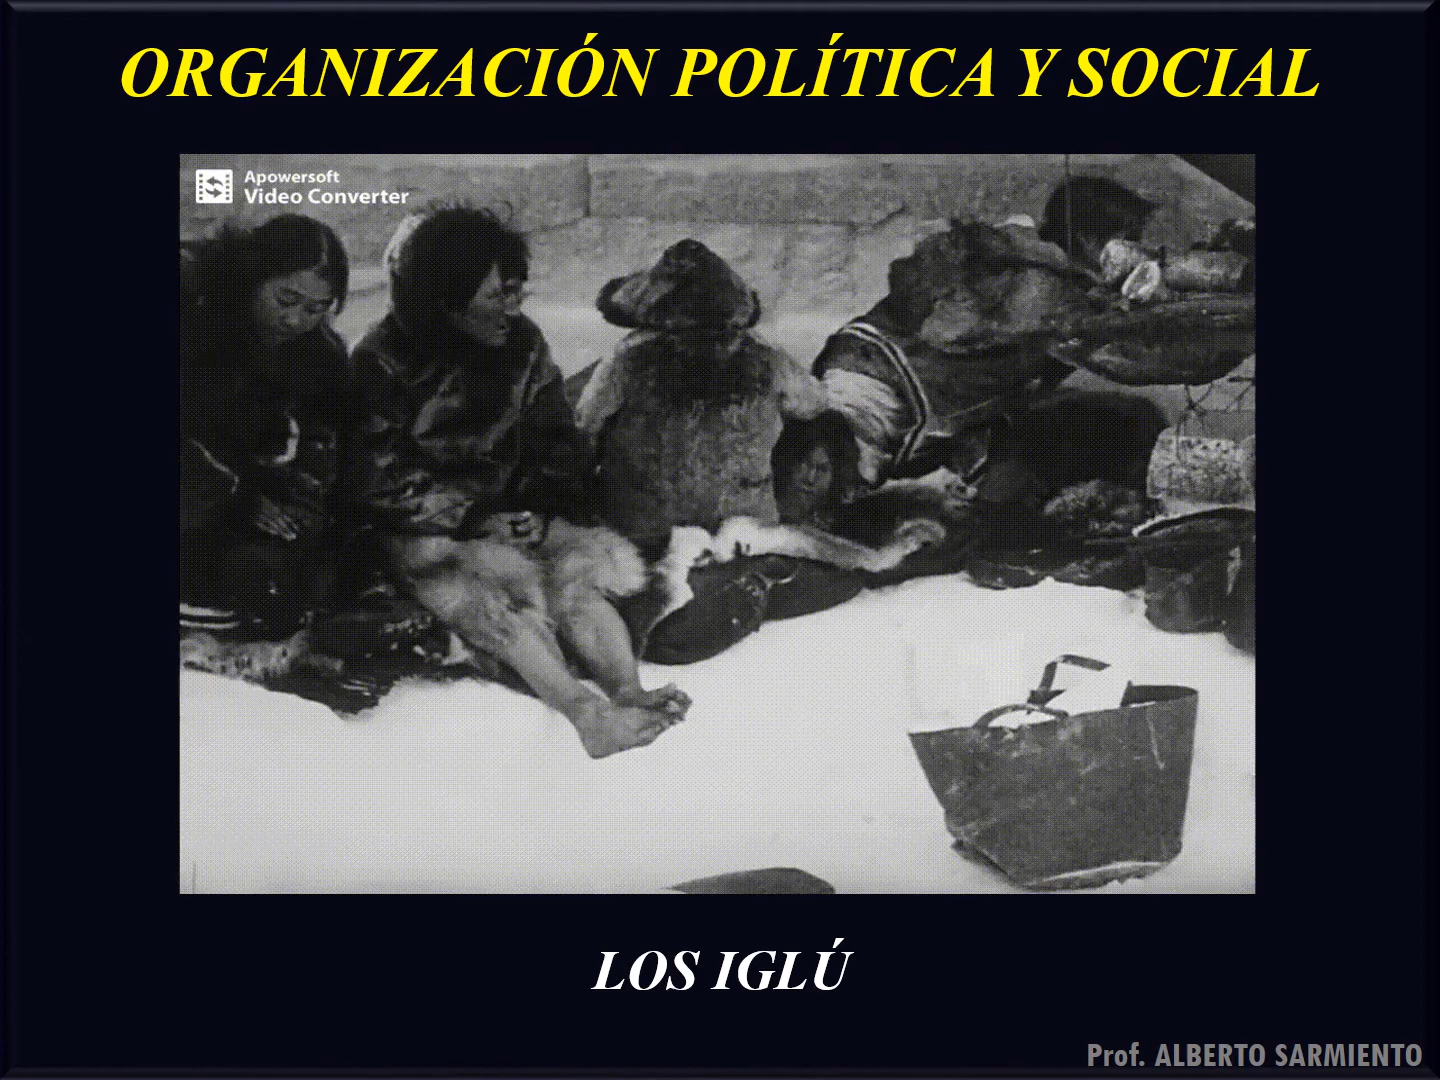 ORGANIZACIÓN POLÍTICA Y SOCIAL
Apowersoft
Video Converter
LOS IGLÚ
Prof. ALBERTO SARMIENTO